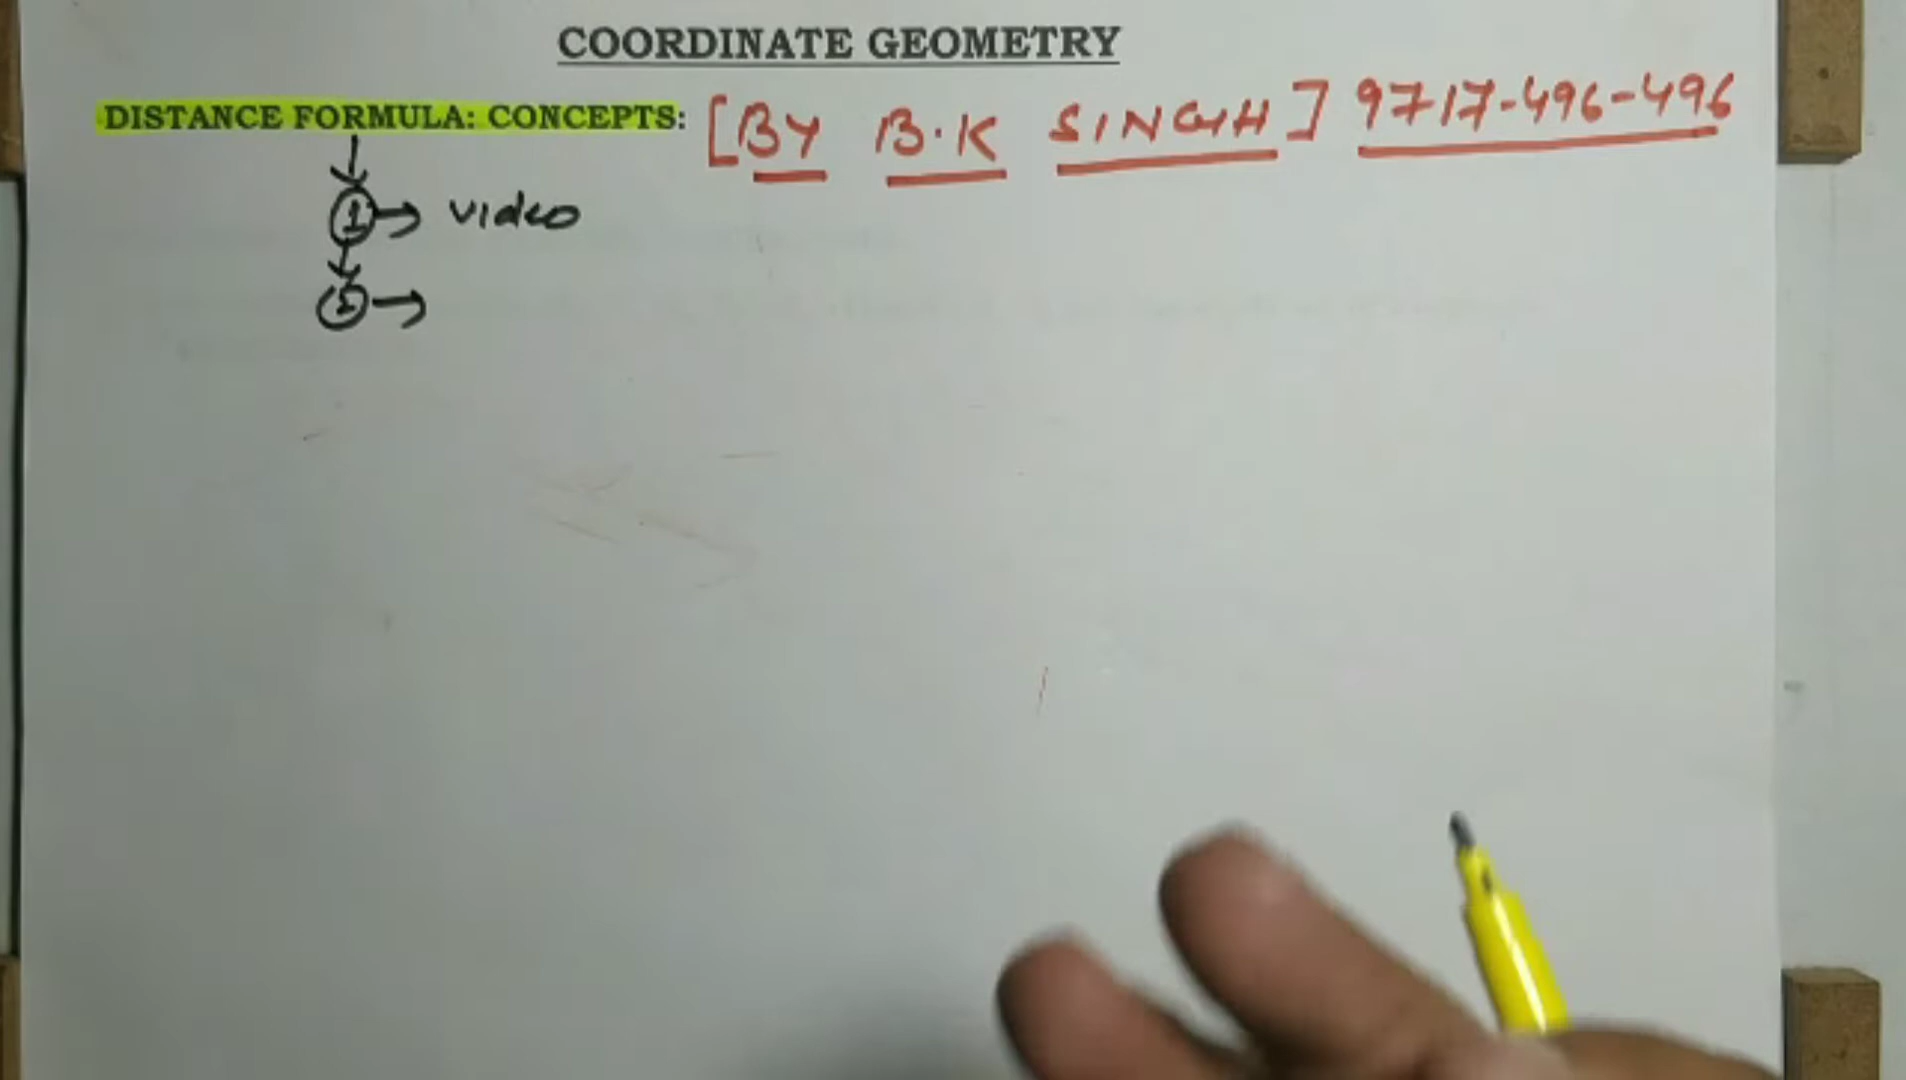 COORDINATE GEOMETRY
DISTANCE FORMULA: CONCEPTS: [BY B.K SINGH] 9717-496-496
1 → video
2 →